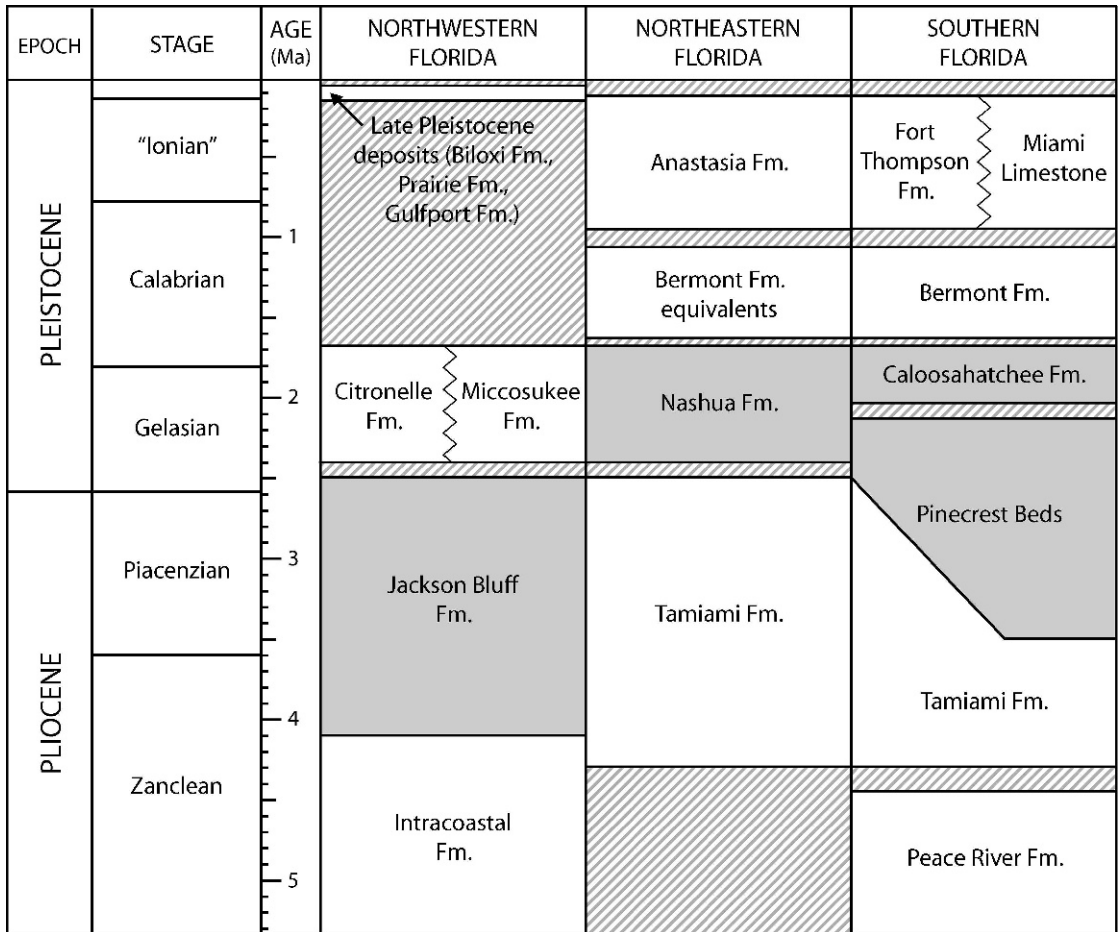 EPOCH
STAGE
AGE
(Ma)
NORTHWESTERN
FLORIDA
NORTHEASTERN
FLORIDA
SOUTHERN
FLORIDA
PLEISTOCENE
PLIOCENE
“Ionian”
Calabrian
Gelasian
Piacenzian
Zanclean
1
2
3
4
5
Late Pleistocene
deposits (Biloxi Fm.,
Prairie Fm.,
Gulfport Fm.)
Citronelle
Fm.
Miccosukee
Fm.
Jackson Bluff
Fm.
Intracoastal
Fm.
Anastasia Fm.
Bermont Fm.
equivalents
Nashua Fm.
Tamiami Fm.
Fort
Thompson
Fm.
Miami
Limestone
Bermont Fm.
Caloosahatchee Fm.
Pinecrest Beds
Tamiami Fm.
Peace River Fm.